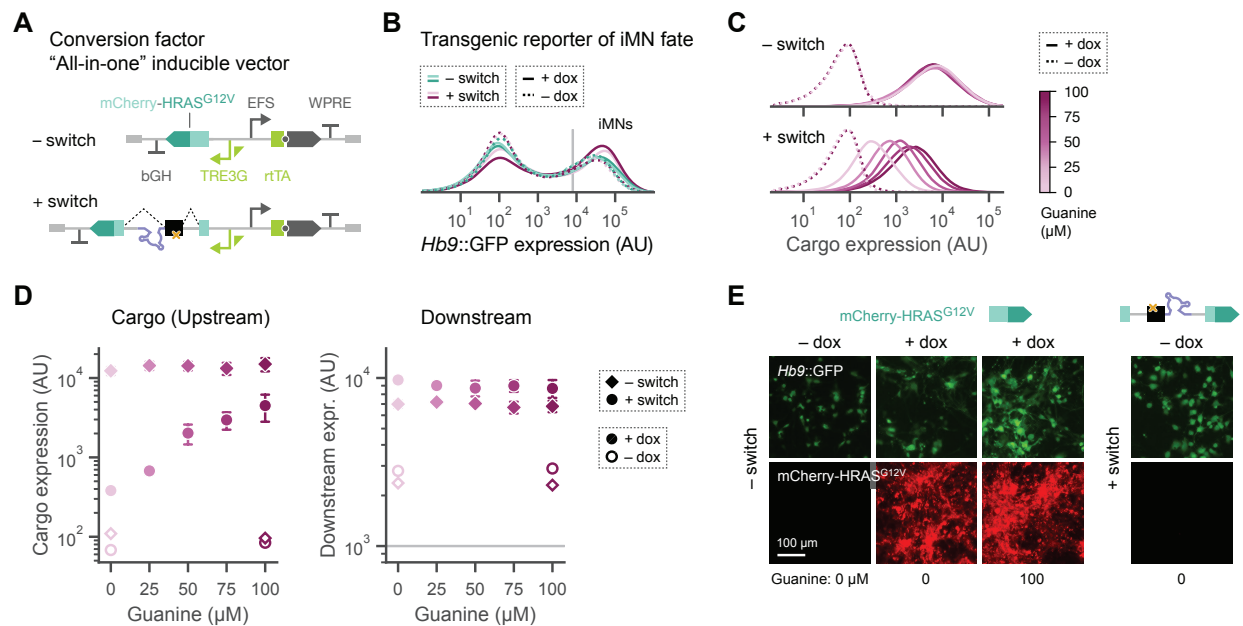 A
Conversion factor
“All-in-one” inducible vector
mCherry-HRASG12V
EFS
WPRE
– switch
bGH
TRE3G
rtTA
+ switch
B
Transgenic reporter of iMN fate
– switch
+ switch
+ dox
– dox
iMNs
10^1 10^2 10^3 10^4 10^5
Hb9::GFP expression (AU)
C
– switch
+ dox
– dox
+ switch
100
75
50
25
0
Guanine
(µM)
10^1 10^2 10^3 10^4 10^5
Cargo expression (AU)
D
Cargo (Upstream)
Cargo expression (AU)
10^4
10^3
10^2
0 25 50 75 100
Guanine (µM)
Downstream
Downstream expr. (AU)
10^4
10^3
0 25 50 75 100
Guanine (µM)
– switch
+ switch
+ dox
– dox
E
mCherry-HRASG12V
– dox + dox + dox – dox
Hb9::GFP
– switch
+ switch
mCherry-HRASG12V
100 µm
Guanine: 0 µM 0 100 0